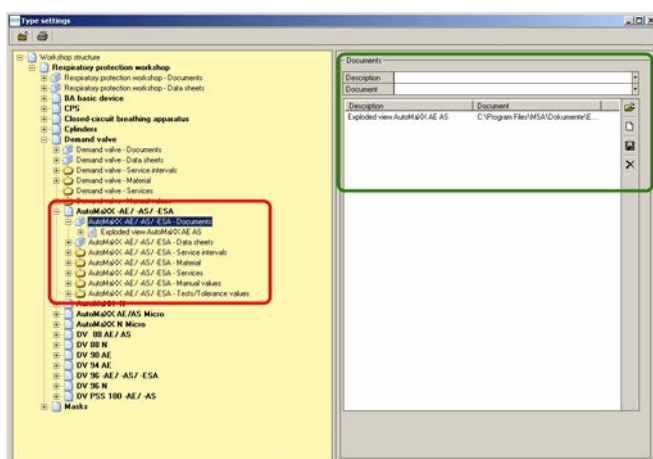 Type settings
Workshop structure
Respiratory protection workshop
Respiratory protection workshop - Documents
Respiratory protection workshop - Data sheets
BA basic device
CPS
Closed-circuit breathing apparatus
Cylinders
Demand valve
Demand valve - Documents
Demand valve - Data sheets
Demand valve - Service intervals
Demand valve - Material
Demand valve - Services
Demand valve - Manual values
AutoMaXX -AE/ -AS/ -ESA
AutoMaXX -AE/ -AS/ -ESA - Documents
Exploded view AutoMaXX AE AS
AutoMaXX -AE/ -AS/ -ESA - Data sheets
AutoMaXX -AE/ -AS/ -ESA - Service intervals
AutoMaXX -AE/ -AS/ -ESA - Material
AutoMaXX -AE/ -AS/ -ESA - Services
AutoMaXX -AE/ -AS/ -ESA - Manual values
AutoMaXX -AE/ -AS/ -ESA - Tests/Tolerance values
AutoMaXX -N
AutoMaXX AE/AS Micro
AutoMaXX N Micro
DV 88 AE/ AS
DV 88 N
DV 90 AE
DV 94 AE
DV 96 -AE/ -AS/ -ESA
DV 96 N
DV PSS 100 -AE/ -AS
Masks
Documents
Description
Document
Description Document
Exploded view AutoMaXX AE AS C:\Program Files\MSA\Dokumente\E...